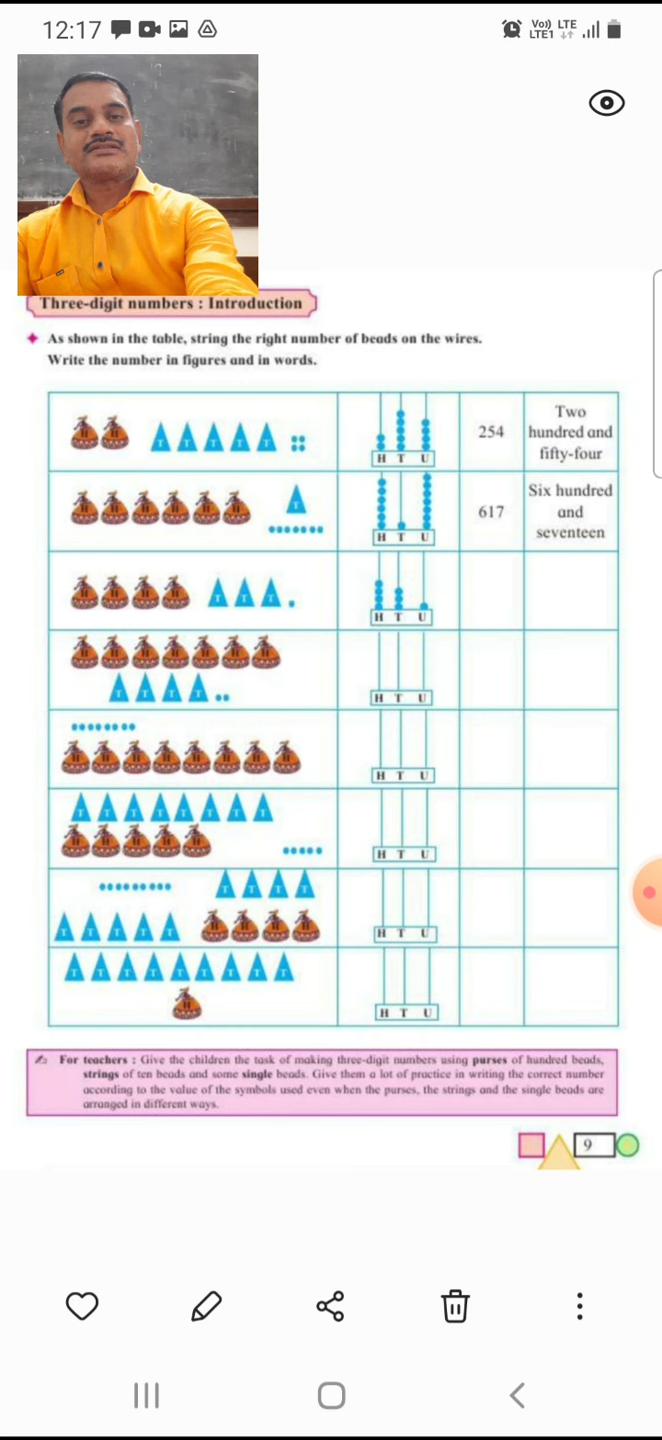 12:17
Vo)) LTE
LTE1
Three-digit numbers : Introduction
As shown in the table, string the right number of beads on the wires.
Write the number in figures and in words.
H T U
254
Two
hundred and
fifty-four
H T U
617
Six hundred
and
seventeen
H T U
H T U
H T U
H T U
H T U
H T U
For teachers : Give the children the task of making three-digit numbers using purses of hundred beads,
strings of ten beads and some single beads. Give them a lot of practice in writing the correct number
according to the value of the symbols used even when the purses, the strings and the single beads are
arranged in different ways.
9